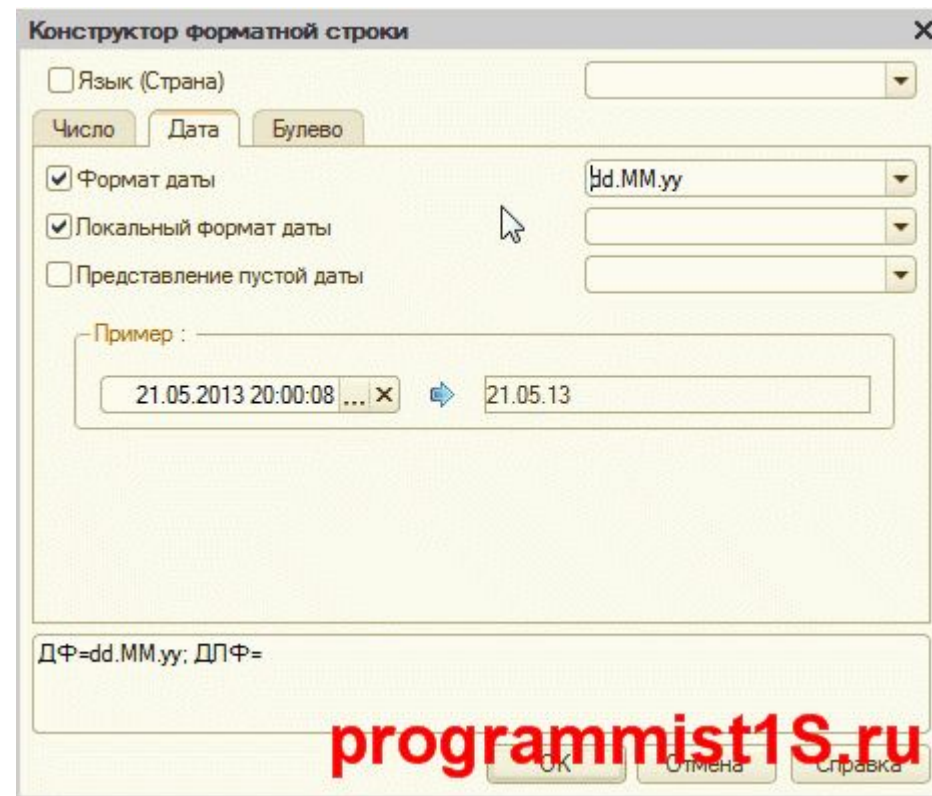 Конструктор форматной строки
Язык (Страна)
Число Дата Булево
Формат даты dd.MM.yy
Локальный формат даты
Представление пустой даты
Пример :
21.05.2013 20:00:08 ... 21.05.13
ДФ=dd.MM.yy; ДПФ=
programmist1S.ru
OK Отмена Справка